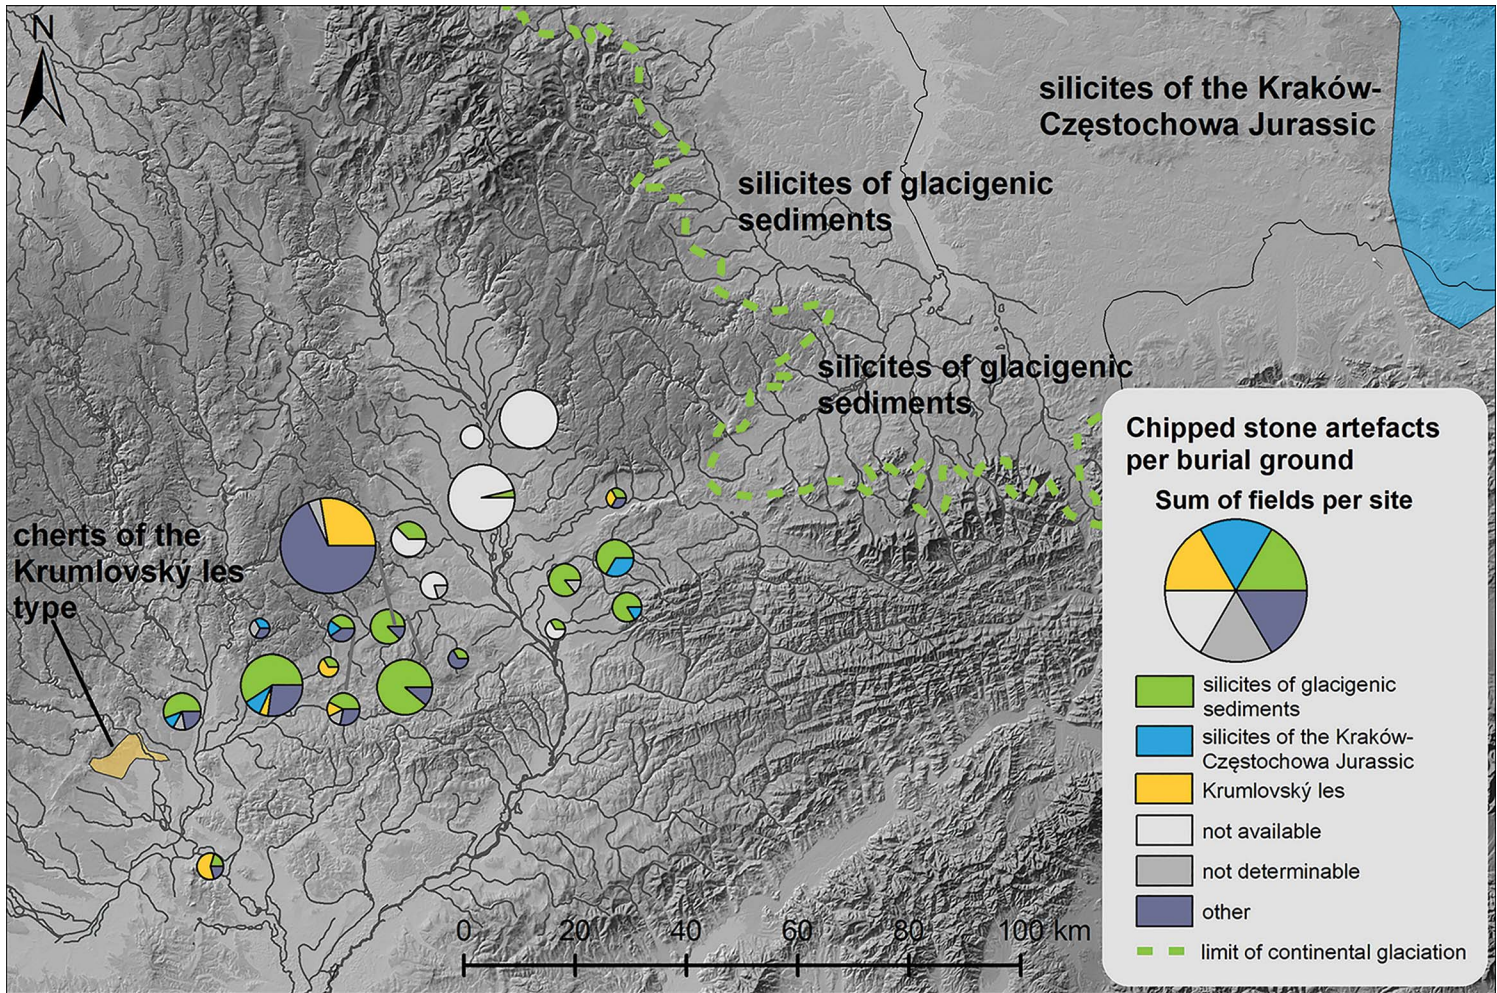 N
silicites of the Kraków-
Częstochowa Jurassic
silicites of glacigenic
sediments
silicites of glacigenic
sediments
cherts of the
Krumlovský les
type
Chipped stone artefacts
per burial ground
Sum of fields per site
silicites of glacigenic
sediments
silicites of the Kraków-
Częstochowa Jurassic
Krumlovský les
not available
not determinable
other
limit of continental glaciation
0 20 40 60 80 100 km